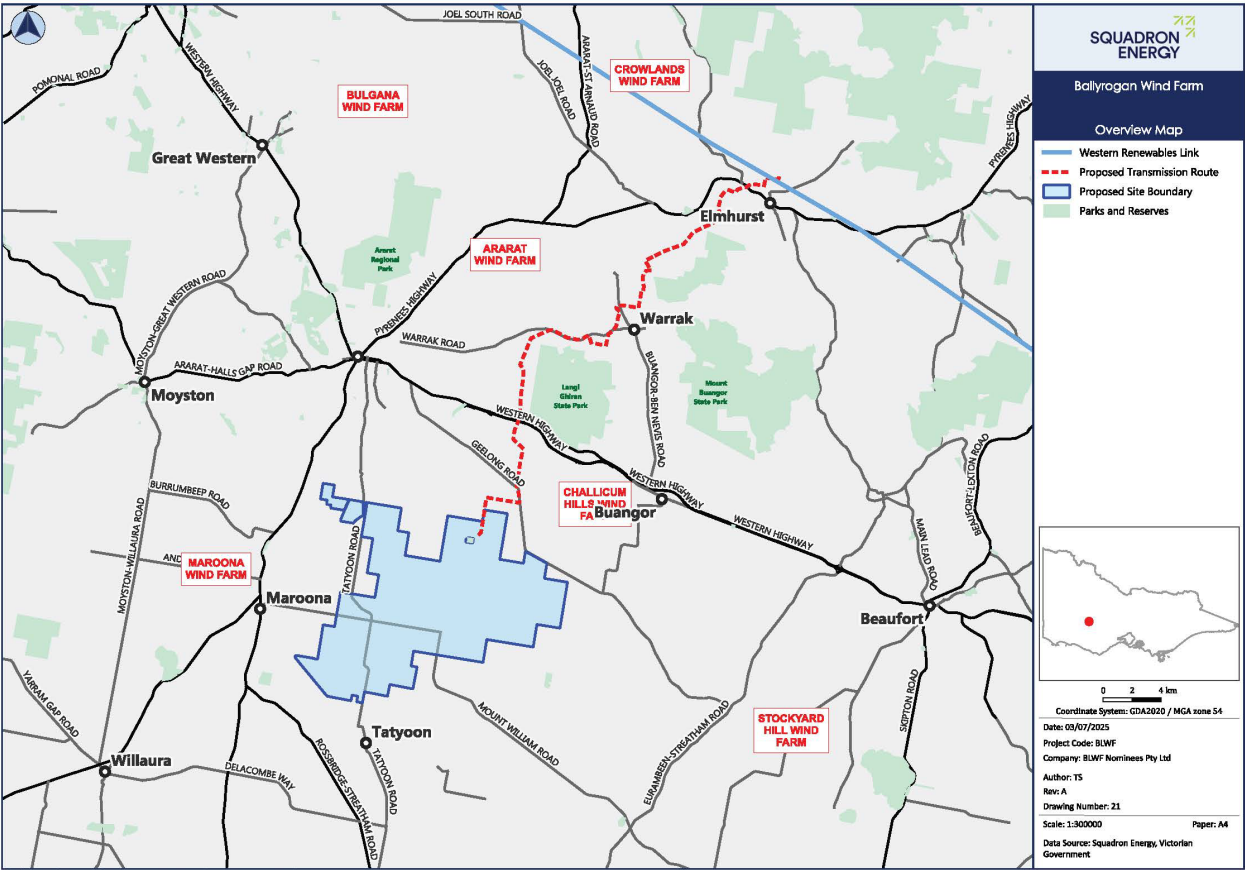 JOEL SOUTH ROAD
POMONAL ROAD
WESTERN HIGHWAY
ARARAT-ST ARNAUD ROAD
JOEL JOEL ROAD
CROWLANDS
WIND FARM
BULGANA
WIND FARM
PYRENEES HIGHWAY
Great Western
Elmhurst
ARARAT
WIND FARM
Ararat
Regional
Park
MOYSTON-GREAT WESTERN ROAD
PYRENEES HIGHWAY
Warrak
WARRAK ROAD
ARARAT-HALLS GAP ROAD
Moyston
Langi
Ghiran
State Park
BUANGOR-BEN NEVIS ROAD
Mount
Buangor
State Park
WESTERN HIGHWAY
GEELONG ROAD
WESTERN HIGHWAY
BURRUMBEEP ROAD
CHALLICUM
HILLS WIND
FA
Buangor
WESTERN HIGHWAY
MAIN LEAD ROAD
BEAUFORT-LEXTON ROAD
MOYSTON-WILLAURA ROAD
AND
MAROONA
WIND FARM
TATYOON ROAD
Maroona
Beaufort
YARRAM GAP ROAD
MOUNT WILLIAM ROAD
SKIPTON ROAD
STOCKYARD
HILL WIND
FARM
Tatyoon
Willaura
DELACOMBE WAY
ROSSBRIDGE-STREATHAM ROAD
TATYOON ROAD
EURAMBEEN-STREATHAM ROAD
SQUADRON
ENERGY
Ballyrogan Wind Farm
Overview Map
Western Renewables Link
Proposed Transmission Route
Proposed Site Boundary
Parks and Reserves
0 2 4 km
Coordinate System: GDA2020 / MGA zone 54
Date: 03/07/2025
Project Code: BLWF
Company: BLWF Nominees Pty Ltd
Author: TS
Rev: A
Drawing Number: 21
Scale: 1:300000 Paper: A4
Data Source: Squadron Energy, Victorian
Government